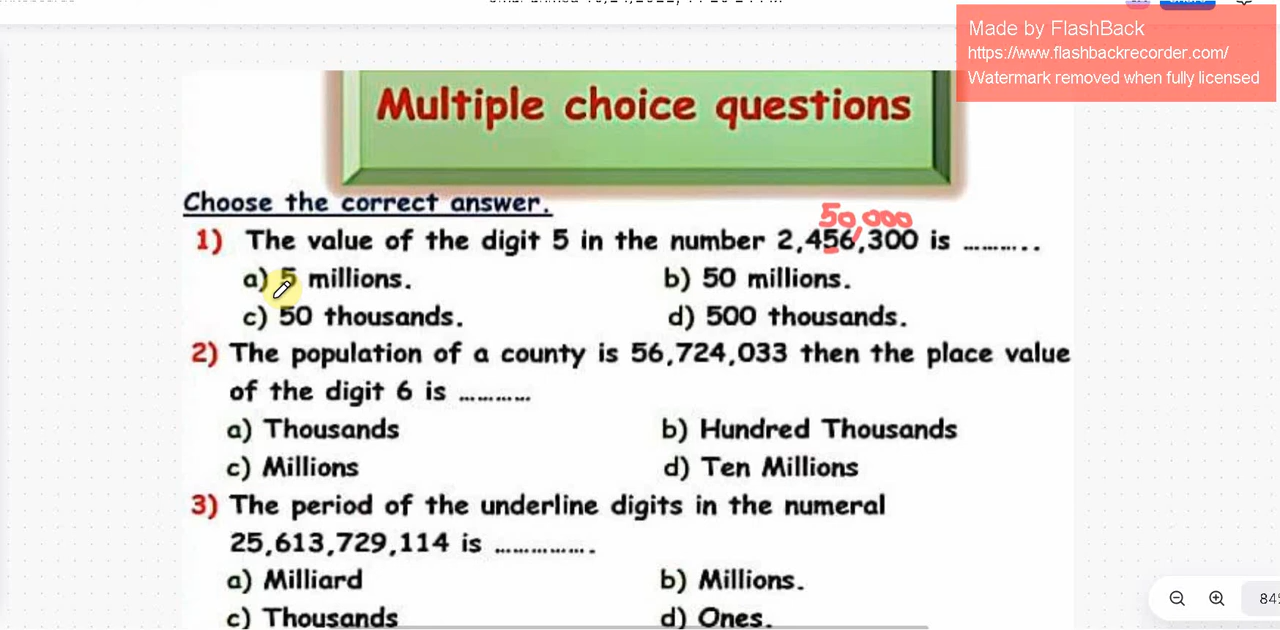 Made by FlashBack
https://www.flashbackrecorder.com/
Watermark removed when fully licensed
Multiple choice questions
Choose the correct answer.
50,000
1) The value of the digit 5 in the number 2,456,300 is ...........
a) 5 millions.
b) 50 millions.
c) 50 thousands.
d) 500 thousands.
2) The population of a county is 56,724,033 then the place value
of the digit 6 is ............
a) Thousands
b) Hundred Thousands
c) Millions
d) Ten Millions
3) The period of the underline digits in the numeral
25,613,729,114 is ...............
a) Milliard
b) Millions.
c) Thousands
d) Ones.
84